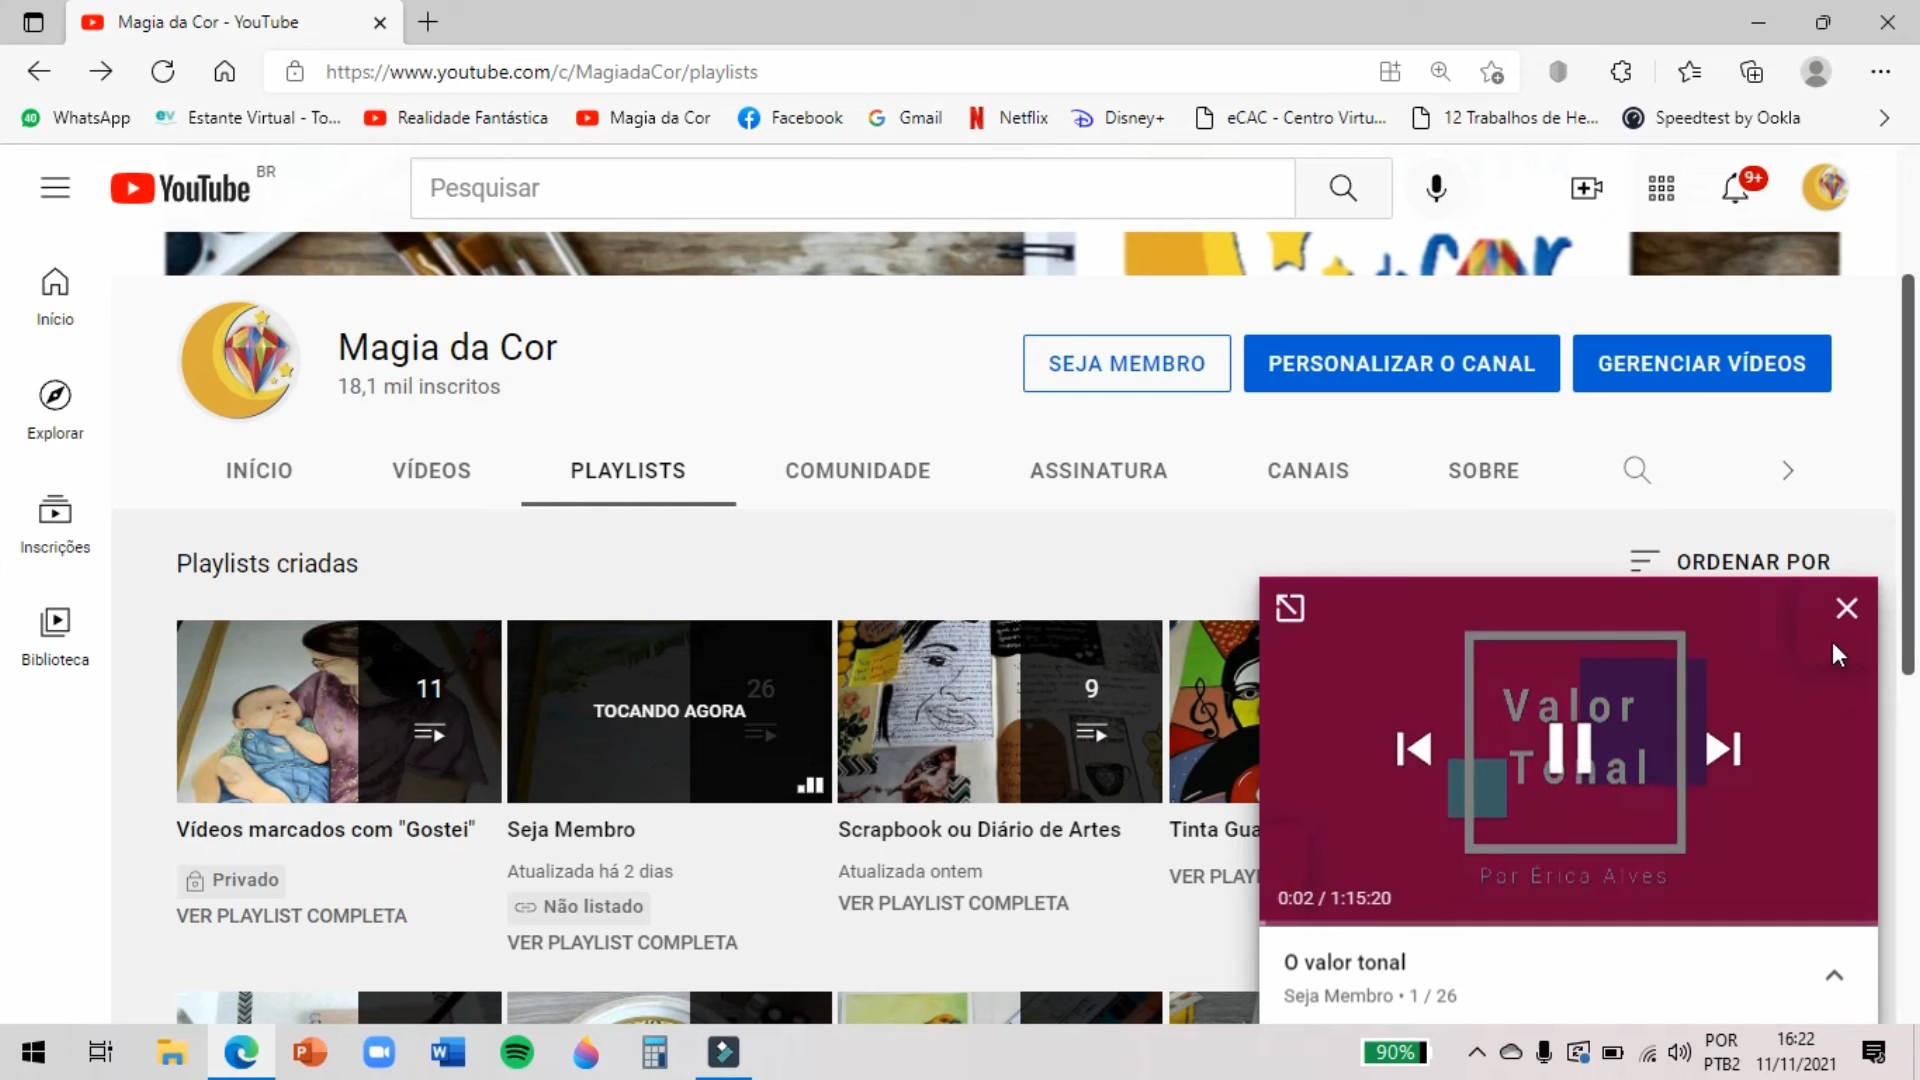 Magia da Cor - YouTube
https://www.youtube.com/c/MagiadaCor/playlists
40 WhatsApp ev Estante Virtual - To... Realidade Fantástica Magia da Cor Facebook Gmail Netflix Disney+ eCAC - Centro Virtu... 12 Trabalhos de He... Speedtest by Ookla
YouTube BR Pesquisar 9+
Magia da Cor
18,1 mil inscritos
SEJA MEMBRO PERSONALIZAR O CANAL GERENCIAR VÍDEOS
Início
Explorar
Inscrições
Biblioteca
INÍCIO VÍDEOS PLAYLISTS COMUNIDADE ASSINATURA CANAIS SOBRE
Playlists criadas ORDENAR POR
11
Vídeos marcados com "Gostei"
Privado
VER PLAYLIST COMPLETA
26
TOCANDO AGORA
Seja Membro
Atualizada há 2 dias
Não listado
VER PLAYLIST COMPLETA
9
Scrapbook ou Diário de Artes
Atualizada ontem
VER PLAYLIST COMPLETA
Tinta Gua
VER PLAY
Valor
Tonal
Por Érica Alves
0:02 / 1:15:20
O valor tonal
Seja Membro • 1 / 26
90%
POR
PTB2
16:22
11/11/2021